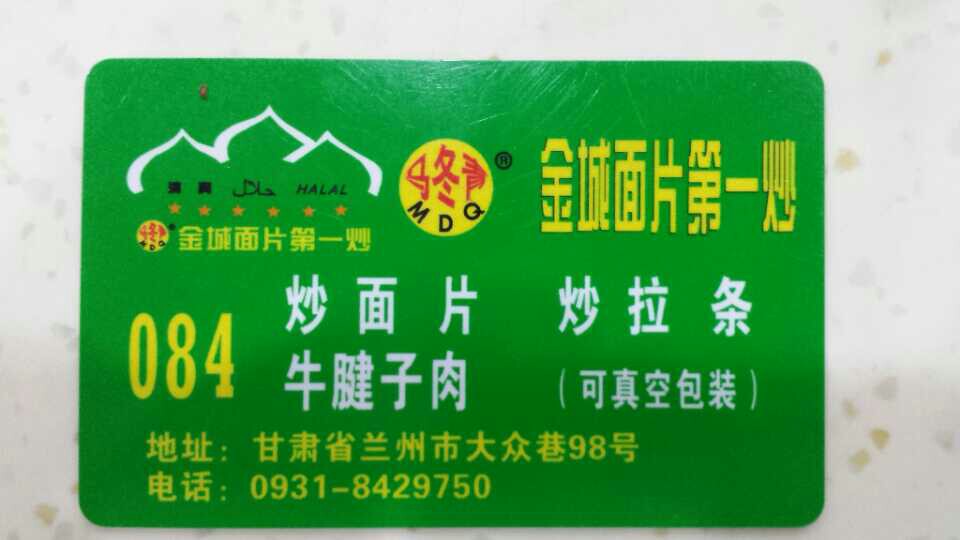 清真 حلال HALAL
金城面片第一炒
MDQ
®
MDQ
金城面片第一炒
084
炒面片 炒拉条
牛腱子肉 (可真空包装)
地址:甘肃省兰州市大众巷98号
电话:0931-8429750